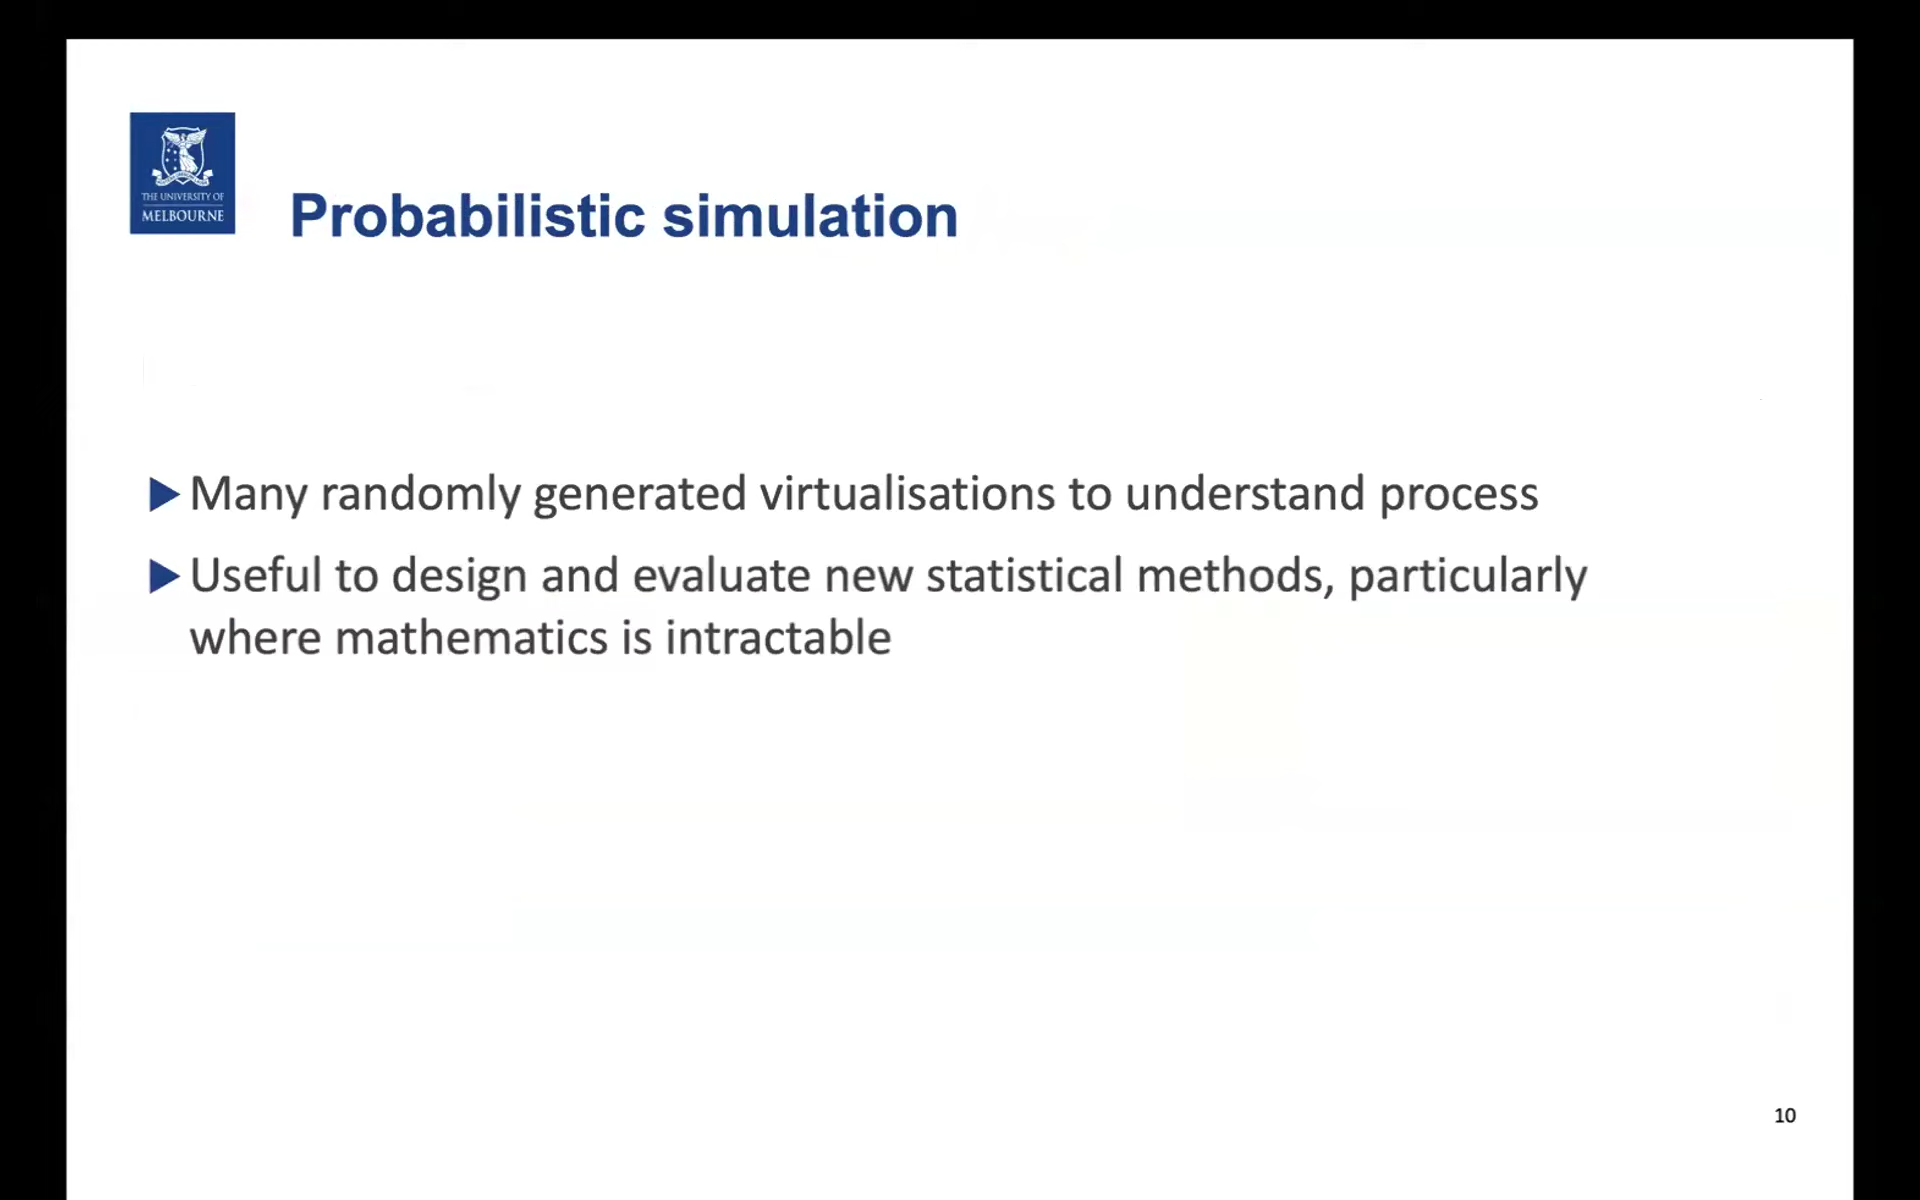 THE UNIVERSITY OF
MELBOURNE
Probabilistic simulation
Many randomly generated virtualisations to understand process
Useful to design and evaluate new statistical methods, particularly
where mathematics is intractable
10